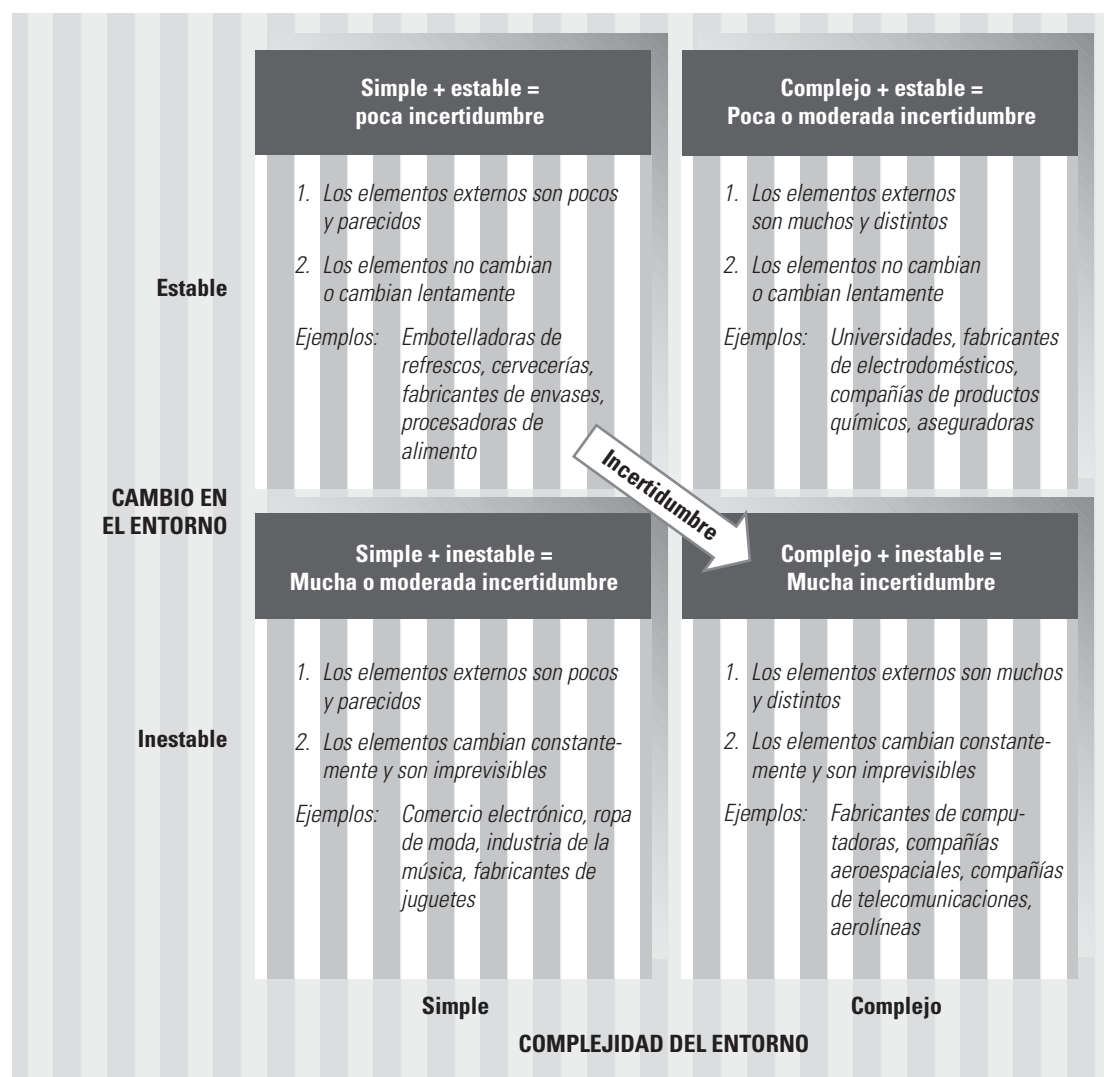 Simple + estable =
poca incertidumbre
1. Los elementos externos son pocos
y parecidos
2. Los elementos no cambian
o cambian lentamente
Ejemplos: Embotelladoras de
refrescos, cervecerías,
fabricantes de envases,
procesadoras de
alimento
Complejo + estable =
Poca o moderada incertidumbre
1. Los elementos externos
son muchos y distintos
2. Los elementos no cambian
o cambian lentamente
Ejemplos: Universidades, fabricantes
de electrodomésticos,
compañías de productos
químicos, aseguradoras
Estable
Incertidumbre
CAMBIO EN
EL ENTORNO
Simple + inestable =
Mucha o moderada incertidumbre
1. Los elementos externos son pocos
y parecidos
2. Los elementos cambian constante-
mente y son imprevisibles
Ejemplos: Comercio electrónico, ropa
de moda, industria de la
música, fabricantes de
juguetes
Complejo + inestable =
Mucha incertidumbre
1. Los elementos externos son muchos
y distintos
2. Los elementos cambian constante-
mente y son imprevisibles
Ejemplos: Fabricantes de compu-
tadoras, compañías
aeroespaciales, compañías
de telecomunicaciones,
aerolíneas
Inestable
Simple
Complejo
COMPLEJIDAD DEL ENTORNO